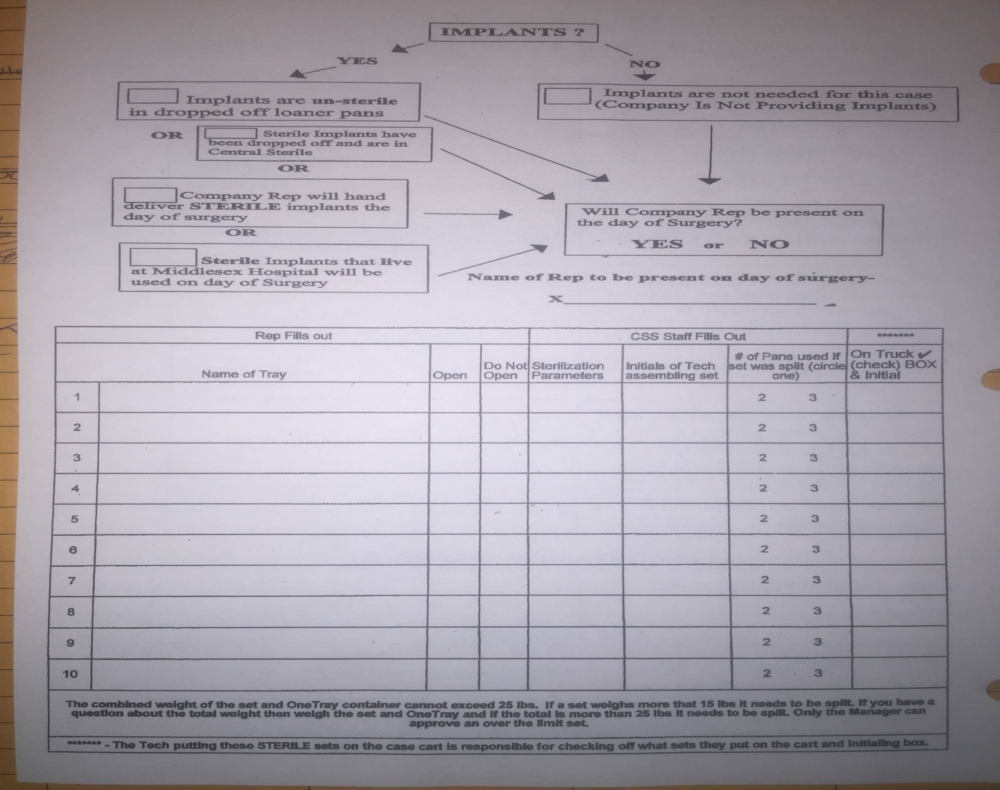 IMPLANTS ?
YES
NO
Implants are un-sterile
in dropped off loaner pans
Implants are not needed for this case
(Company Is Not Providing Implants)
OR
Sterile Implants have
been dropped off and are in
Central Sterile
OR
Company Rep will hand
deliver STERILE implants the
day of surgery
OR
Will Company Rep be present on
the day of Surgery?
YES or NO
Sterile Implants that live
at Middlesex Hospital will be
used on day of Surgery
Name of Rep to be present on day of surgery-
X
Rep Fills out
CSS Staff Fills Out
*******
Name of Tray
Open
Do Not
Open
Sterilization
Parameters
Initials of Tech
assembling set
# of Pans used if
set was split (circle
one)
On Truck ✔
(check) BOX
& Initial
1 2 3
2 2 3
3 2 3
4 2 3
5 2 3
6 2 3
7 2 3
8 2 3
9 2 3
10 2 3
The combined weight of the set and OneTray container cannot exceed 25 lbs. If a set weighs more that 15 lbs it needs to be split. If you have a
question about the total weight then weigh the set and OneTray and if the total is more than 25 lbs it needs to be split. Only the Manager can
approve an over the limit set.
******* - The Tech putting these STERILE sets on the case cart is responsible for checking off what sets they put on the cart and initialing box.